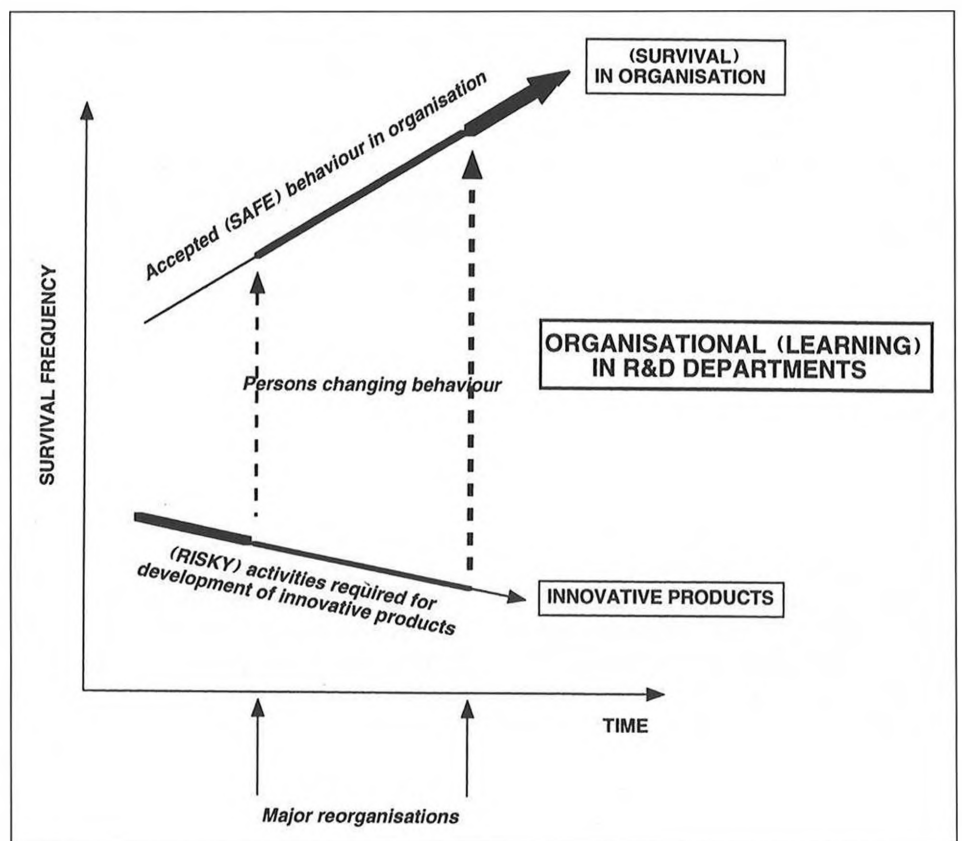 (SURVIVAL)
IN ORGANISATION
Accepted (SAFE) behaviour in organisation
SURVIVAL FREQUENCY
ORGANISATIONAL (LEARNING)
IN R&D DEPARTMENTS
Persons changing behaviour
(RISKY) activities required for
development of innovative products
INNOVATIVE PRODUCTS
TIME
Major reorganisations